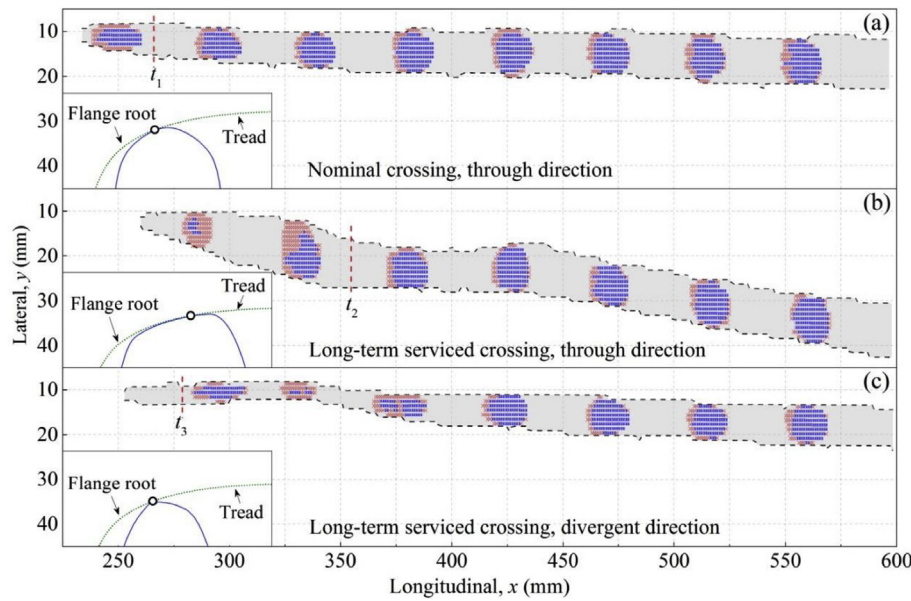 (a)
10
20
30
40
t1
Flange root
Tread
Nominal crossing, through direction
(b)
10
20
30
40
t2
Flange root
Tread
Long-term serviced crossing, through direction
(c)
10
20
30
40
t3
Flange root
Tread
Long-term serviced crossing, divergent direction
Lateral, y (mm)
250 300 350 400 450 500 550 600
Longitudinal, x (mm)